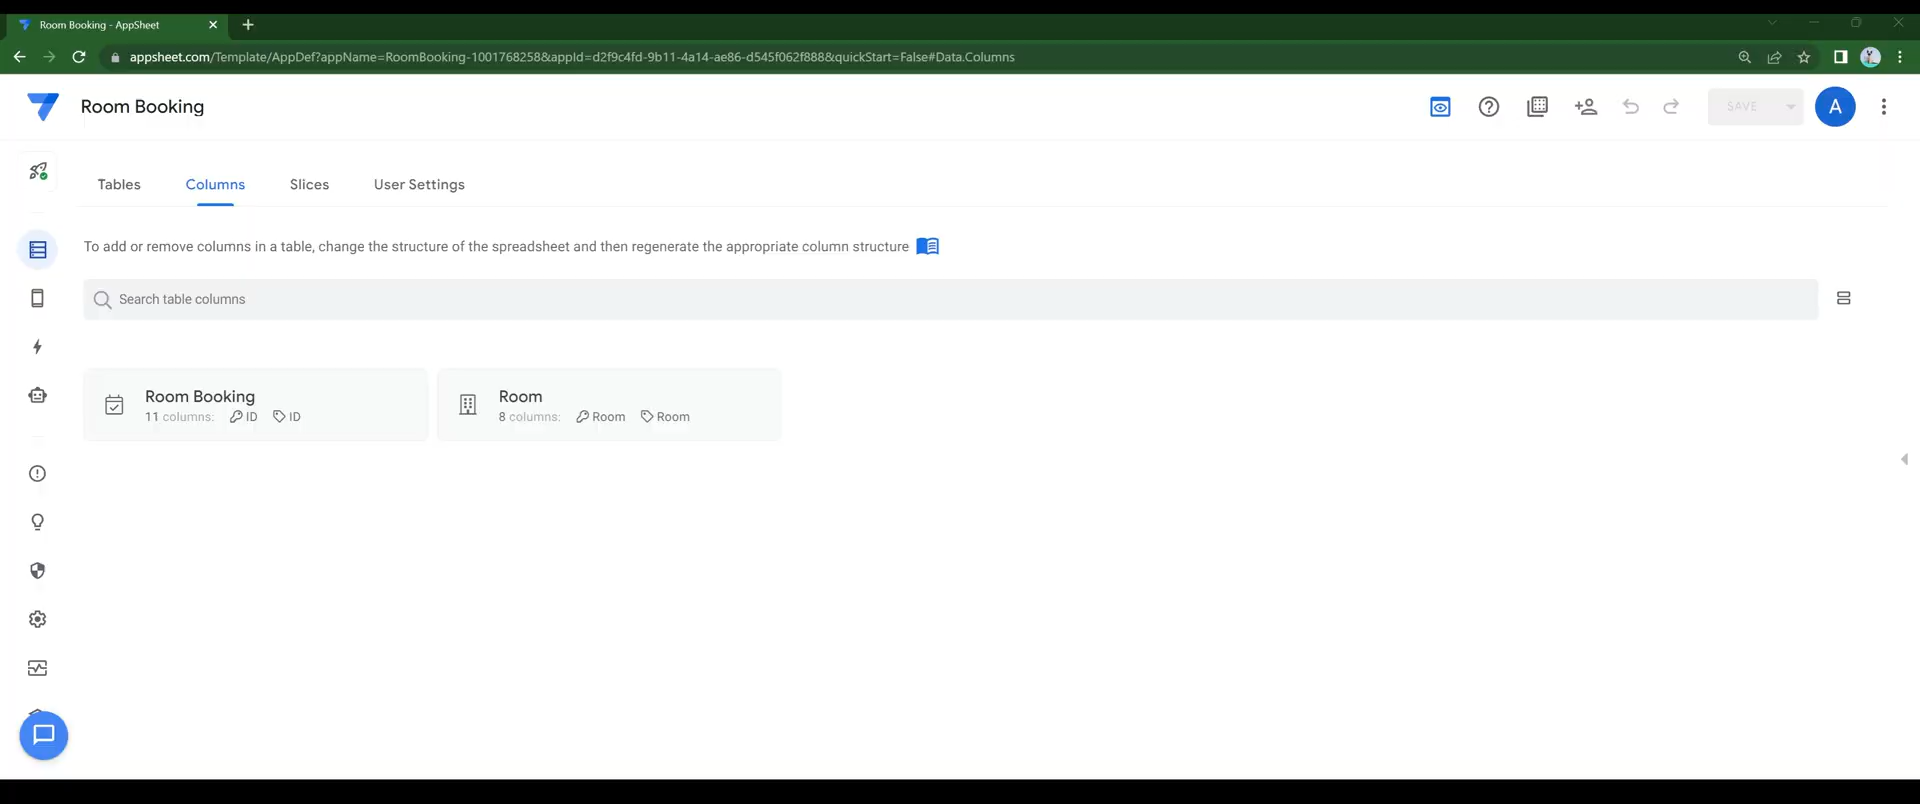 Room Booking - AppSheet
appsheet.com/Template/AppDef?appName=RoomBooking-1001768258&appId=d2f9c4fd-9b11-4a14-ae86-d545f062f888&quickStart=False#Data.Columns
Room Booking
SAVE
A
Tables Columns Slices User Settings
To add or remove columns in a table, change the structure of the spreadsheet and then regenerate the appropriate column structure
Search table columns
Room Booking
11 columns: ID ID
Room
8 columns: Room Room